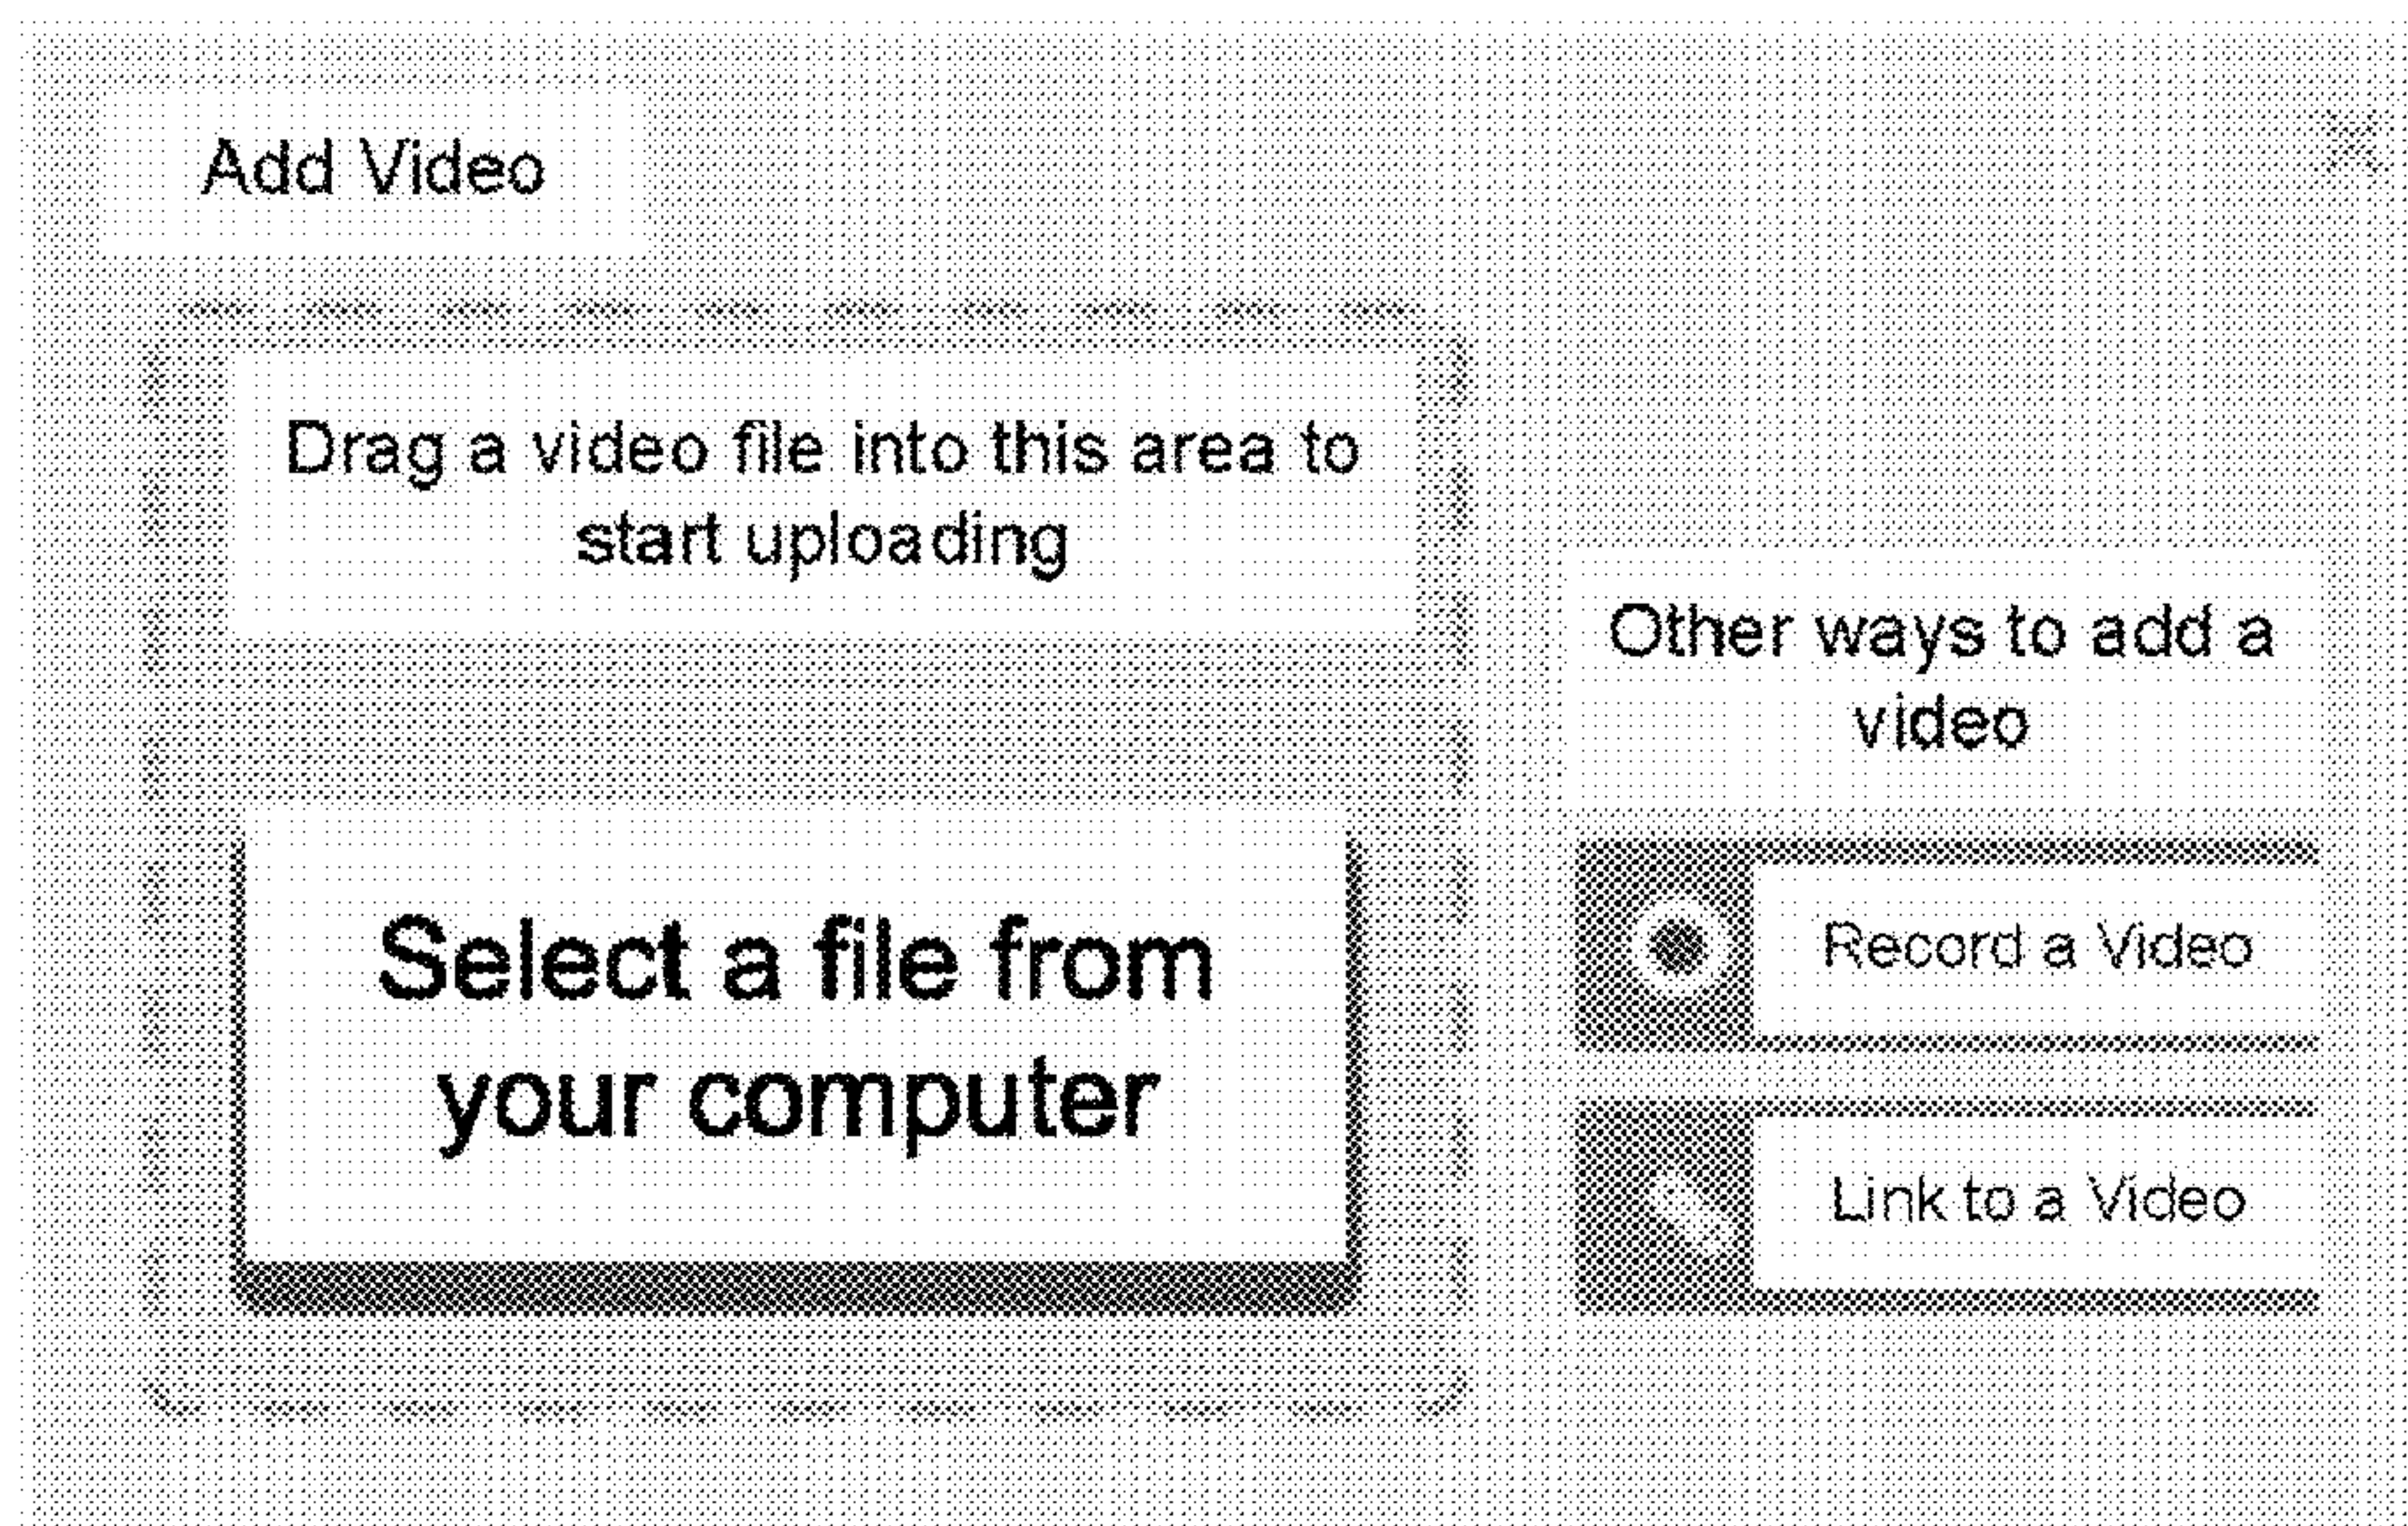 Add Video
Drag a video file into this area to
start uploading
Select a file from
your computer
Other ways to add a
video
Record a Video
Link to a Video